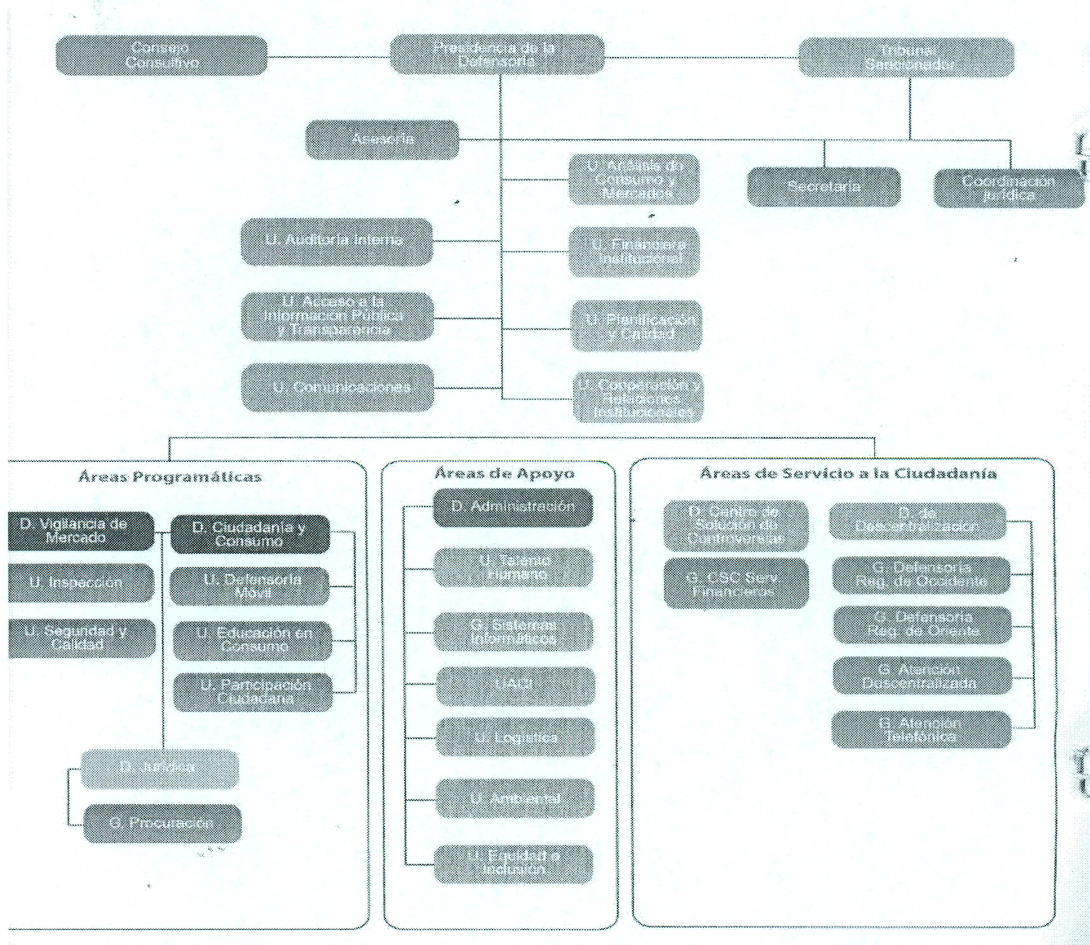 Consejo
Consultivo
Presidencia de la
Defensoría
Tribunal
Sancionador
Asesoría
U. Análisis de
Consumo y
Mercados
Secretaría
Coordinación
jurídica
U. Auditoría Interna
U. Financiera
Institucional
U. Acceso a la
Información Pública
y Transparencia
U. Planificación
y Calidad
U. Comunicaciones
U. Cooperación y
Relaciones
Institucionales
Áreas Programáticas
D. Vigilancia de
Mercado
D. Ciudadanía y
Consumo
U. Inspección
U. Defensoría
Móvil
U. Seguridad y
Calidad
U. Educación en
Consumo
U. Participación
Ciudadana
D. Jurídica
G. Procuración
Áreas de Apoyo
D. Administración
U. Talento
Humano
G. Sistemas
Informáticos
UACI
U. Logística
U. Ambiental
U. Equidad e
Inclusión
Áreas de Servicio a la Ciudadanía
D. Centro de
Solución de
Controversias
D. de
Descentralización
G. CSC Serv.
Financieros
G. Defensoría
Reg. de Occidente
G. Defensoría
Reg. de Oriente
G. Atención
Descentralizada
G. Atención
Telefónica